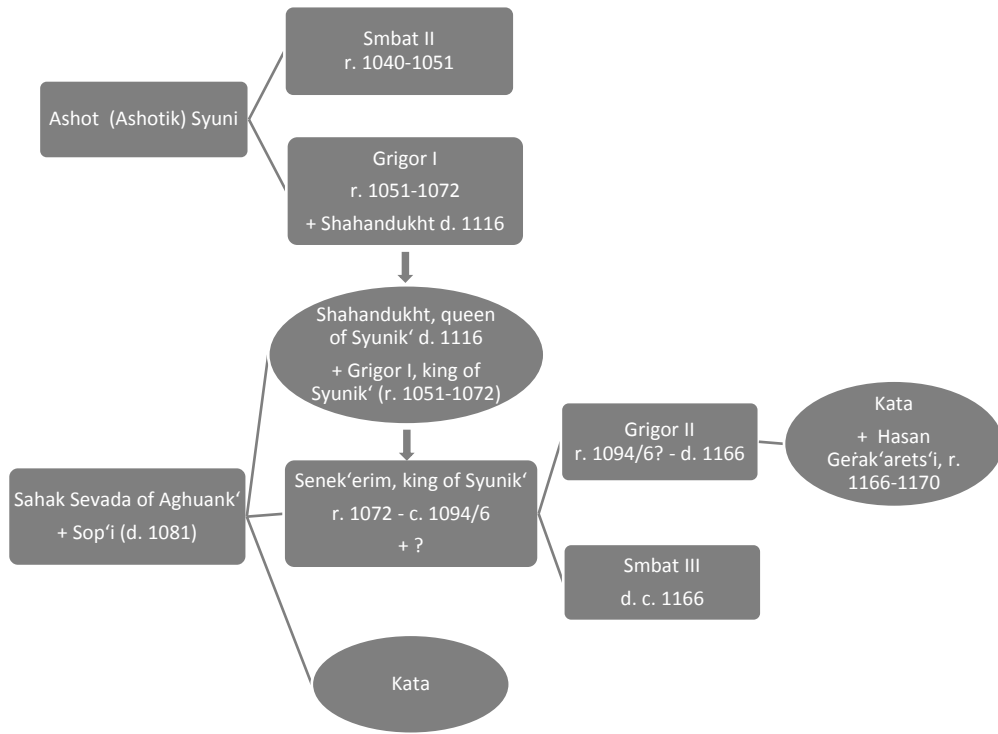 Smbat II
r. 1040-1051
Ashot (Ashotik) Syuni
Grigor I
r. 1051-1072
+ Shahandukht d. 1116
Shahandukht, queen
of Syunik‘ d. 1116
+ Grigor I, king of
Syunik‘ (r. 1051-1072)
Sahak Sevada of Aghuank‘
+ Sop‘i (d. 1081)
Senek‘erim, king of Syunik‘
r. 1072 - c. 1094/6
+ ?
Grigor II
r. 1094/6? - d. 1166
Kata
+ Hasan
Geṙak‘arets‘i, r.
1166-1170
Smbat III
d. c. 1166
Kata